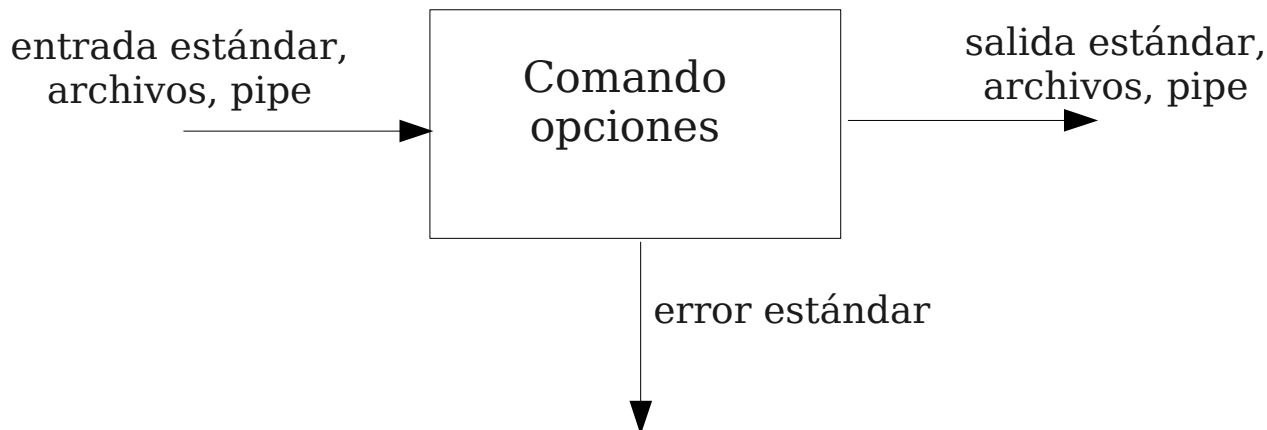 entrada estándar,
archivos, pipe
Comando
opciones
salida estándar,
archivos, pipe
error estándar